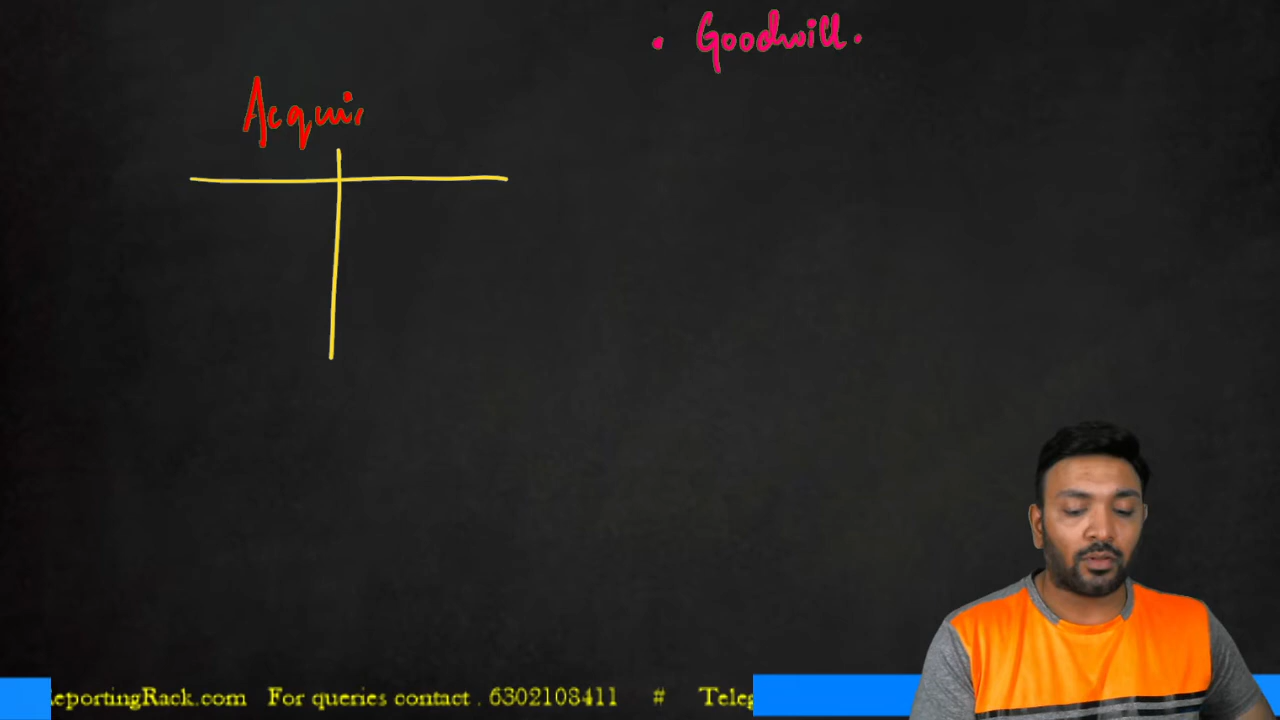 • Goodwill.
Acqui
eportingRack.com For queries contact . 6302108411 # Teleg